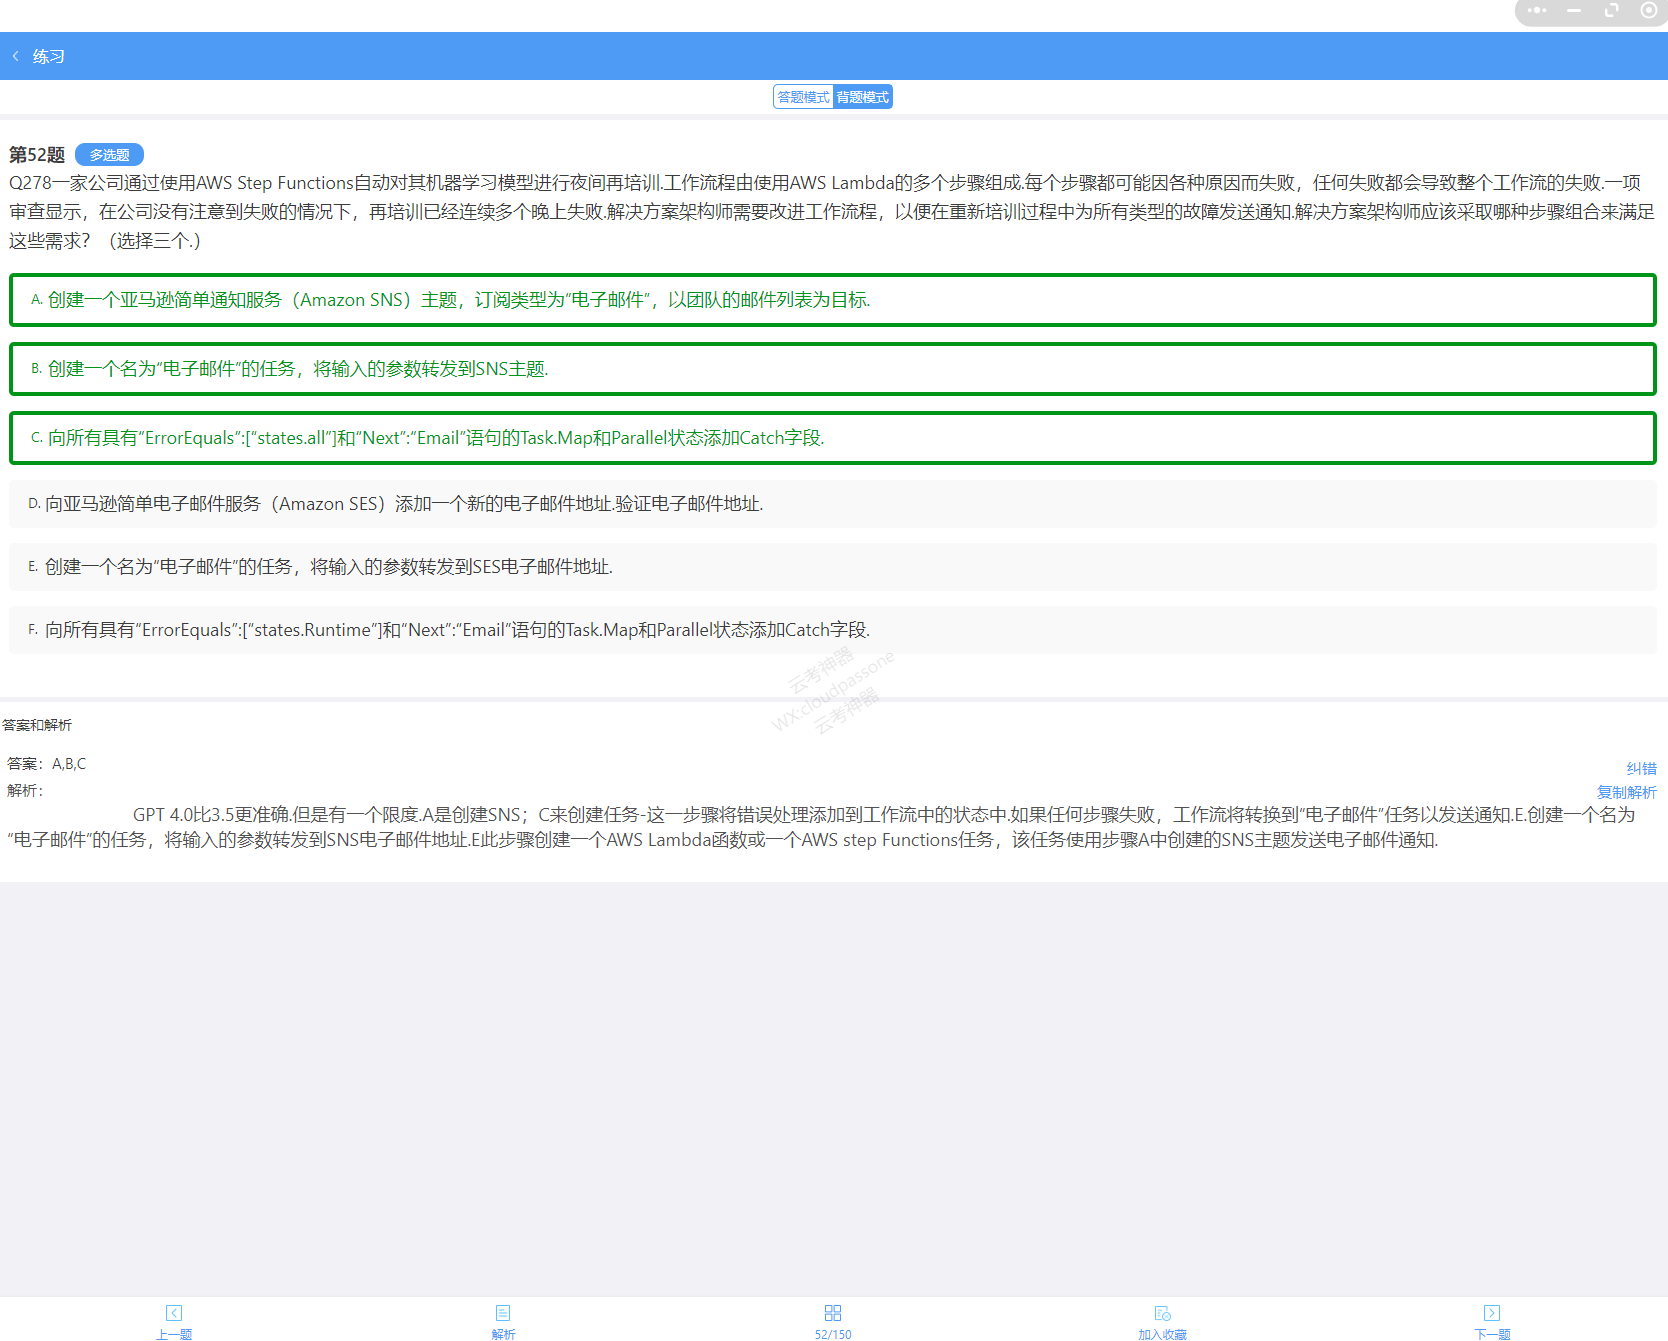 练习
答题模式 背题模式
第52题 多选题
Q278一家公司通过使用AWS Step Functions自动对其机器学习模型进行夜间再培训.工作流程由使用AWS Lambda的多个步骤组成.每个步骤都可能因各种原因而失败，任何失败都会导致整个工作流的失败.一项
审查显示，在公司没有注意到失败的情况下，再培训已经连续多个晚上失败.解决方案架构师需要改进工作流程，以便在重新培训过程中为所有类型的故障发送通知.解决方案架构师应该采取哪种步骤组合来满足
这些需求？（选择三个.）
A. 创建一个亚马逊简单通知服务（Amazon SNS）主题，订阅类型为“电子邮件”，以团队的邮件列表为目标.
B. 创建一个名为“电子邮件”的任务，将输入的参数转发到SNS主题.
C. 向所有具有“ErrorEquals”:[“states.all”]和“Next”:“Email”语句的Task.Map和Parallel状态添加Catch字段.
D. 向亚马逊简单电子邮件服务（Amazon SES）添加一个新的电子邮件地址.验证电子邮件地址.
E. 创建一个名为“电子邮件”的任务，将输入的参数转发到SES电子邮件地址.
F. 向所有具有“ErrorEquals”:[“states.Runtime”]和“Next”:“Email”语句的Task.Map和Parallel状态添加Catch字段.
云考神器
WX:cloudpassone
云考神器
答案和解析
答案：A,B,C
纠错
解析：
复制解析
GPT 4.0比3.5更准确.但是有一个限度.A是创建SNS；C来创建任务-这一步骤将错误处理添加到工作流中的状态中.如果任何步骤失败，工作流将转换到“电子邮件”任务以发送通知.E.创建一个名为
“电子邮件”的任务，将输入的参数转发到SNS电子邮件地址.E此步骤创建一个AWS Lambda函数或一个AWS step Functions任务，该任务使用步骤A中创建的SNS主题发送电子邮件通知.
上一题 解析 52/150 加入收藏 下一题